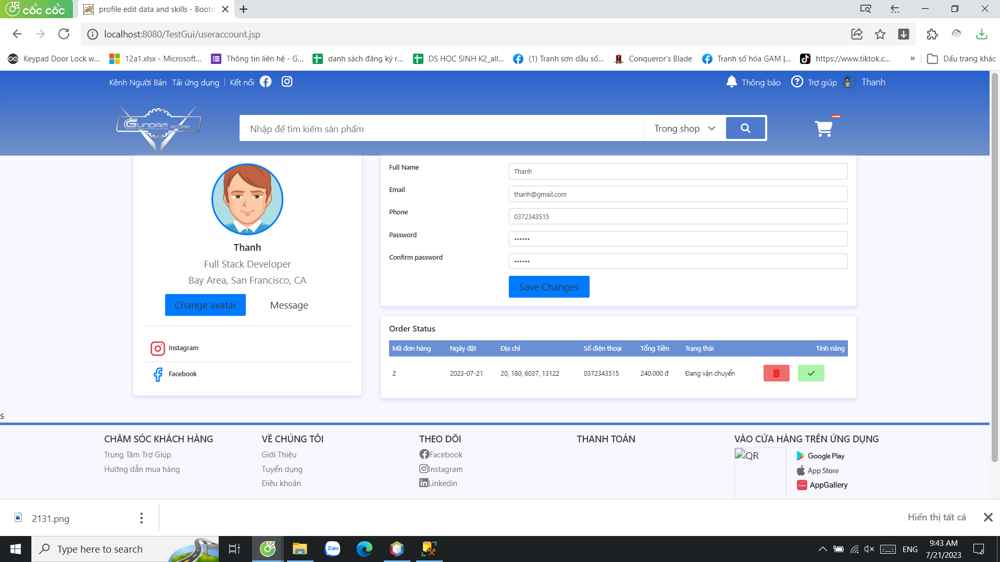 cốc cốc
profile edit data and skills - Bootd
localhost:8080/TestGui/useraccount.jsp
Keypad Door Lock w...
12a1.xlsx - Microsoft...
Thông tin liên hệ - G...
danh sách đăng ký r...
DS HỌC SINH K2_all...
(1) Tranh sơn dầu số...
Conqueror's Blade
Tranh số hóa GAM |...
https://www.tiktok.c...
»
Dấu trang khác
Kênh Người Bán
Tải ứng dụng
Kết nối
Thông báo
Trợ giúp
Thanh
GUNDAM STORE
Nhập để tìm kiếm sản phẩm
Trong shop
Thanh
Full Stack Developer
Bay Area, San Francisco, CA
Change avatar
Message
Instagram
Facebook
Full Name
Thanh
Email
thanh@gmail.com
Phone
0372343515
Password
••••••
Confirm password
••••••
Save Changes
Order Status
Mã đơn hàng Ngày đặt Địa chỉ Số điện thoại Tổng Tiền Trạng thái Tính năng
2 2023-07-21 20, 180, 6037, 13122 0372343515 240.000 đ Đang vận chuyển
S
CHĂM SÓC KHÁCH HÀNG
Trung Tâm Trợ Giúp
Hướng dẫn mua hàng
VỀ CHÚNG TÔI
Giới Thiệu
Tuyển dụng
Điều khoản
THEO DÕI
Facebook
Instagram
Linkedin
THANH TOÁN
VÀO CỬA HÀNG TRÊN ỨNG DỤNG
QR
Google Play
App Store
AppGallery
2131.png
Hiển thị tất cả
Type here to search
Zalo
ENG
9:43 AM
7/21/2023